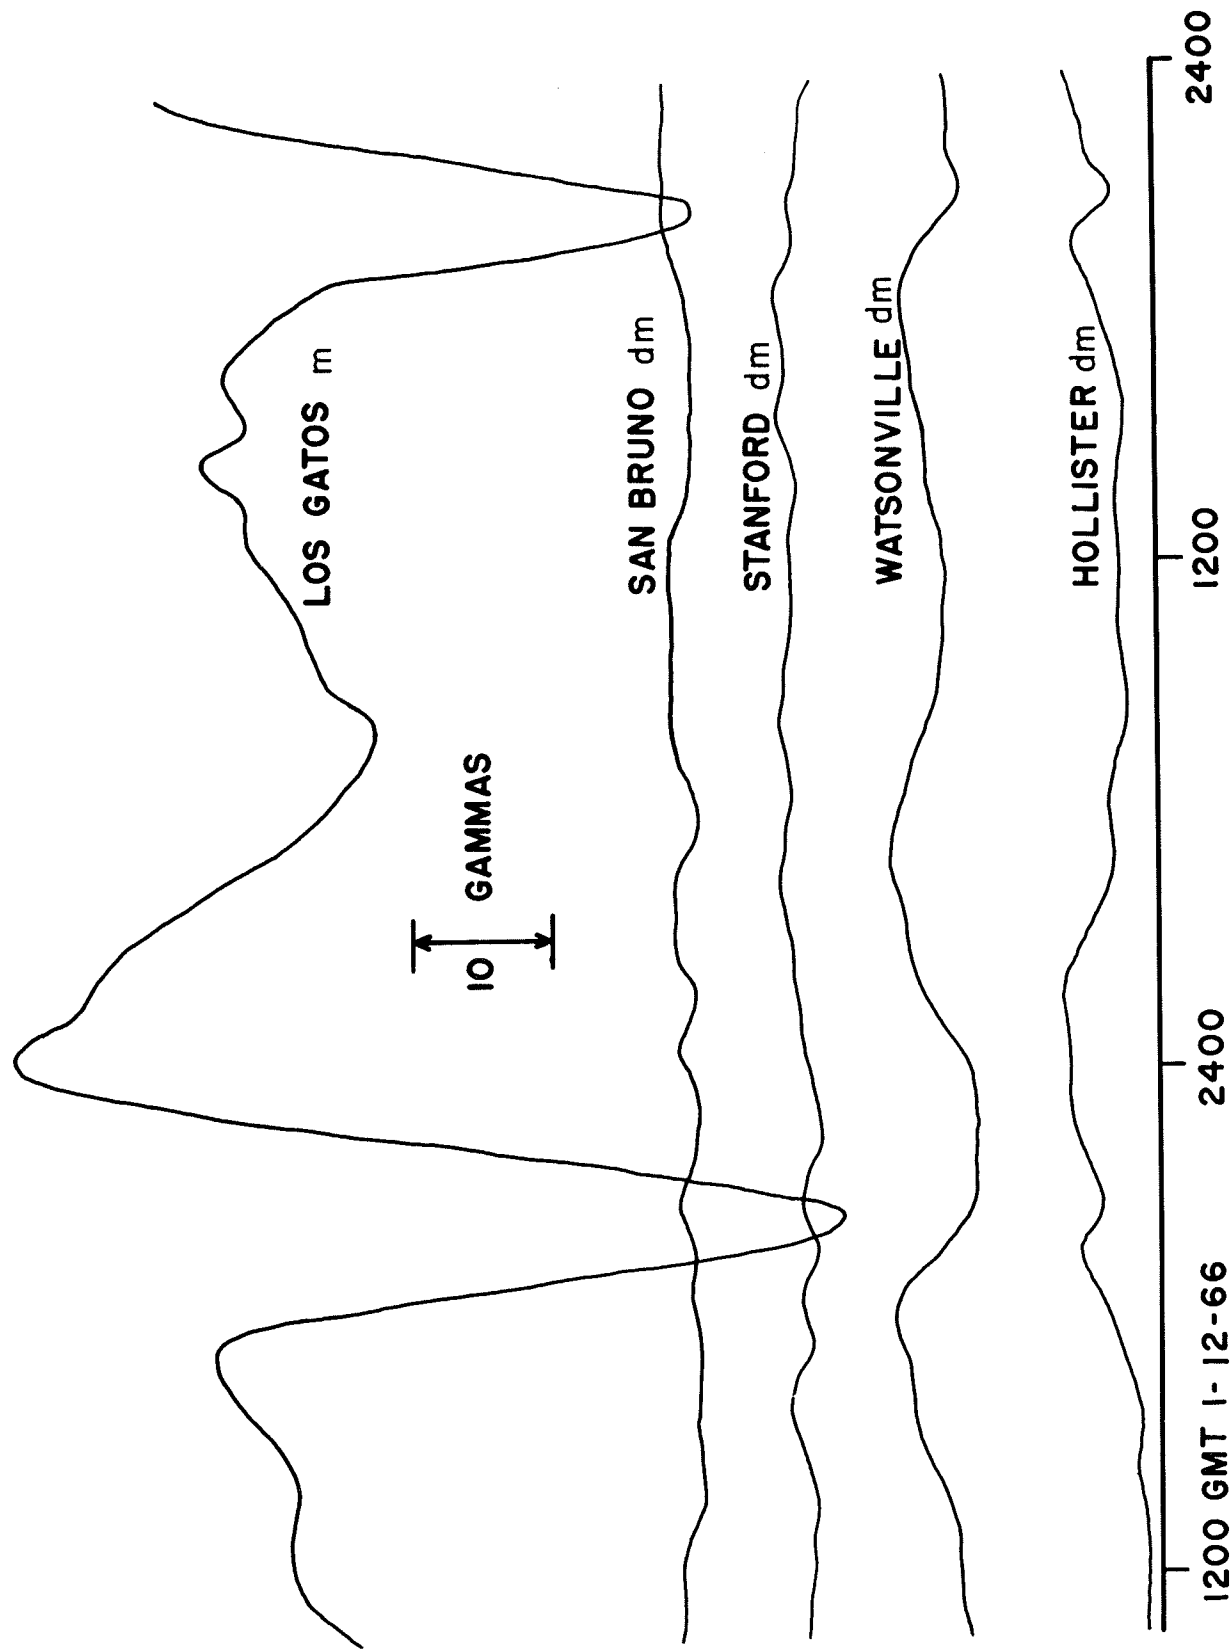 LOS GATOS m
10 GAMMAS
SAN BRUNO dm
STANFORD dm
WATSONVILLE dm
HOLLISTER dm
1200 GMT 1-12-66
2400
1200
2400